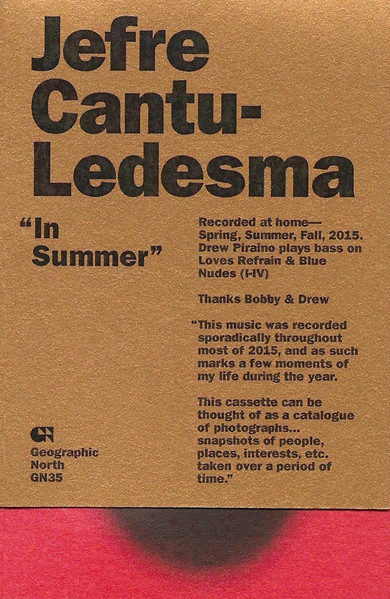 Jefre
Cantu-
Ledesma
“In
Summer”
Recorded at home—
Spring, Summer, Fall, 2015.
Drew Piraino plays bass on
Loves Refrain & Blue
Nudes (I-IV)
Thanks Bobby & Drew
“This music was recorded
sporadically throughout
most of 2015, and as such
marks a few moments of
my life during the year.
This cassette can be
thought of as a catalogue
of photographs...
snapshots of people,
places, interests, etc.
taken over a period of
time.”
GN
Geographic
North
GN35